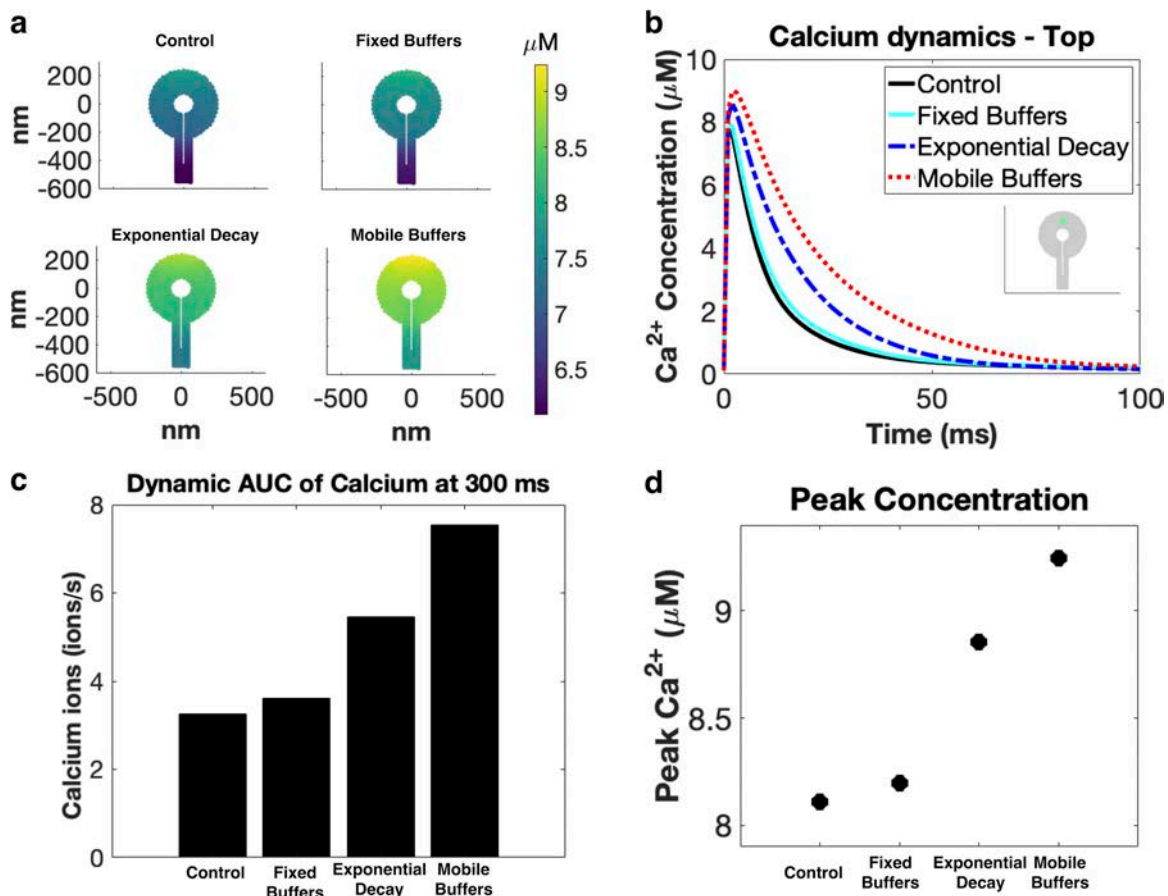 a
Control
Fixed Buffers
μM
nm
200
0
-200
-400
-600
9
8.5
8
7.5
7
6.5
Exponential Decay
Mobile Buffers
nm
200
0
-200
-400
-600
-500 0 500
-500 0 500
nm
nm
b
Calcium dynamics - Top
Ca2+ Concentration (μM)
10
8
6
4
2
0
Control
Fixed Buffers
Exponential Decay
Mobile Buffers
0 50 100
Time (ms)
c
Dynamic AUC of Calcium at 300 ms
Calcium ions (ions/s)
8
6
4
2
0
Control
Fixed
Buffers
Exponential
Decay
Mobile
Buffers
d
Peak Concentration
Peak Ca2+ (μM)
9
8.5
8
Control
Fixed
Buffers
Exponential
Decay
Mobile
Buffers